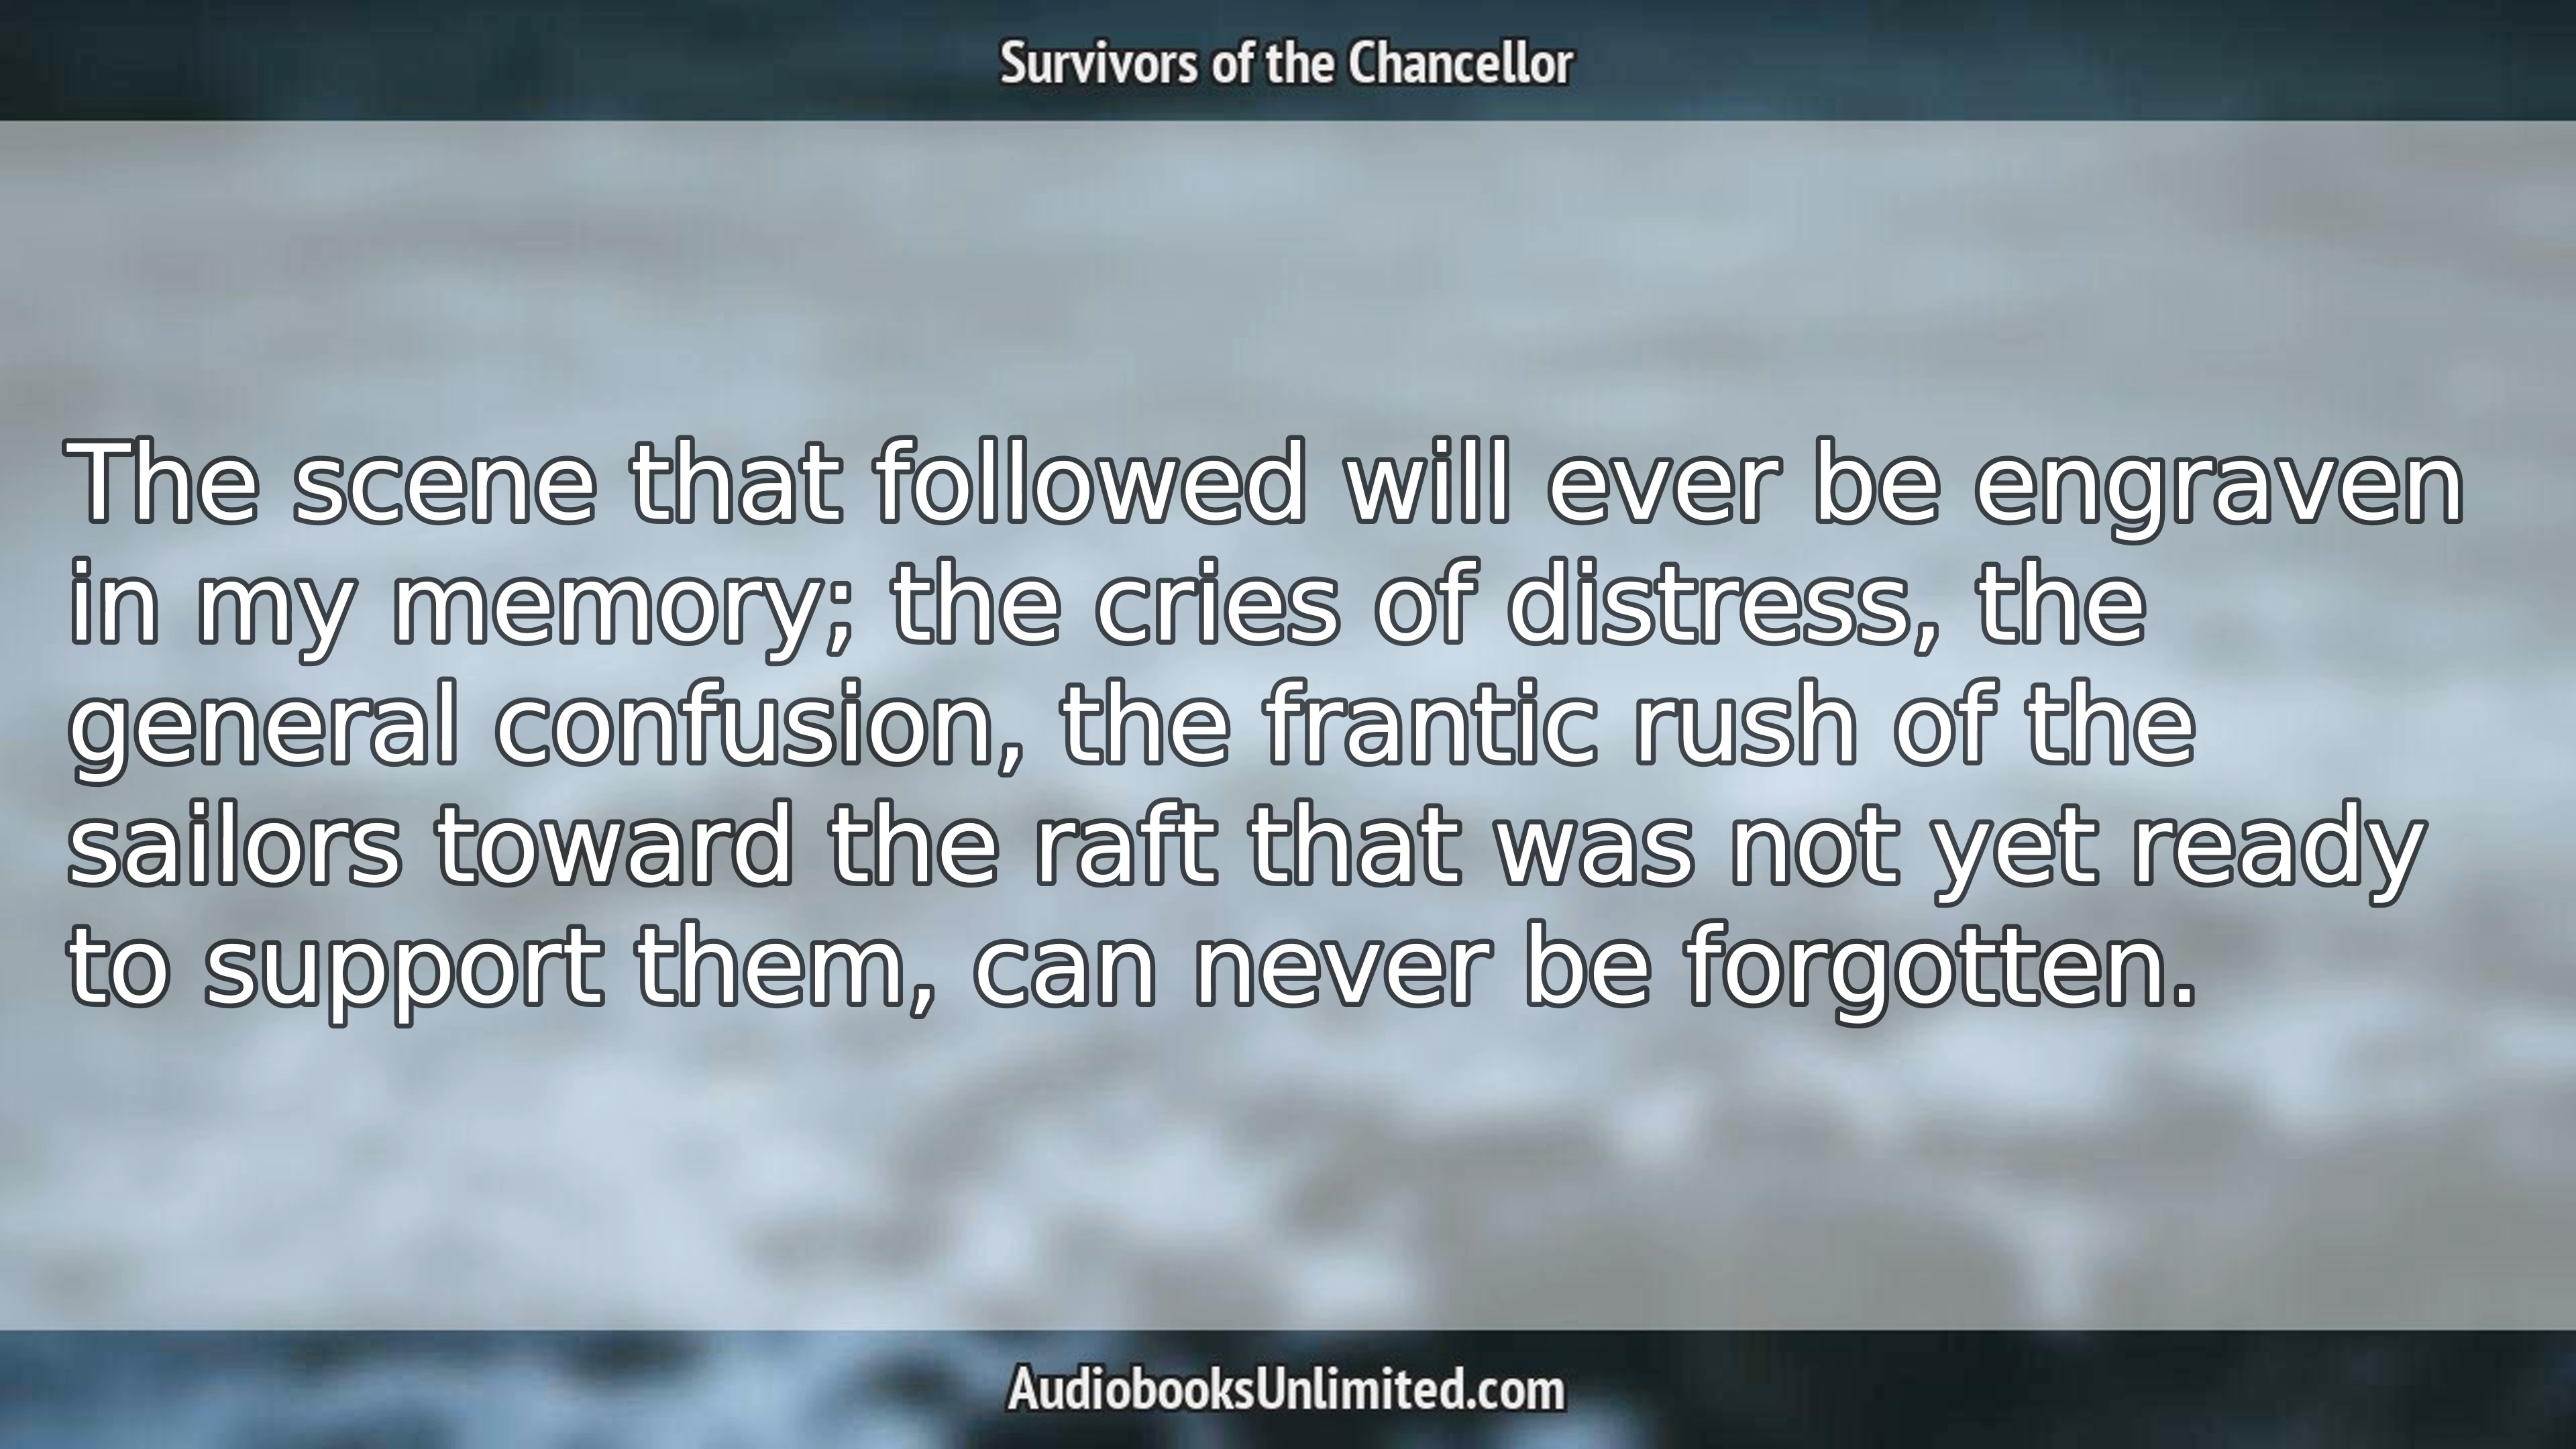 Survivors of the Chancellor
The scene that followed will ever be engraven
in my memory; the cries of distress, the
general confusion, the frantic rush of the
sailors toward the raft that was not yet ready
to support them, can never be forgotten.
AudiobooksUnlimited.com